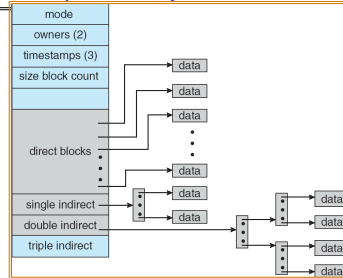 mode
owners (2)
timestamps (3)
size block count
direct blocks
single indirect
double indirect
triple indirect
data
data
data
data
data
data
data
data
data
data